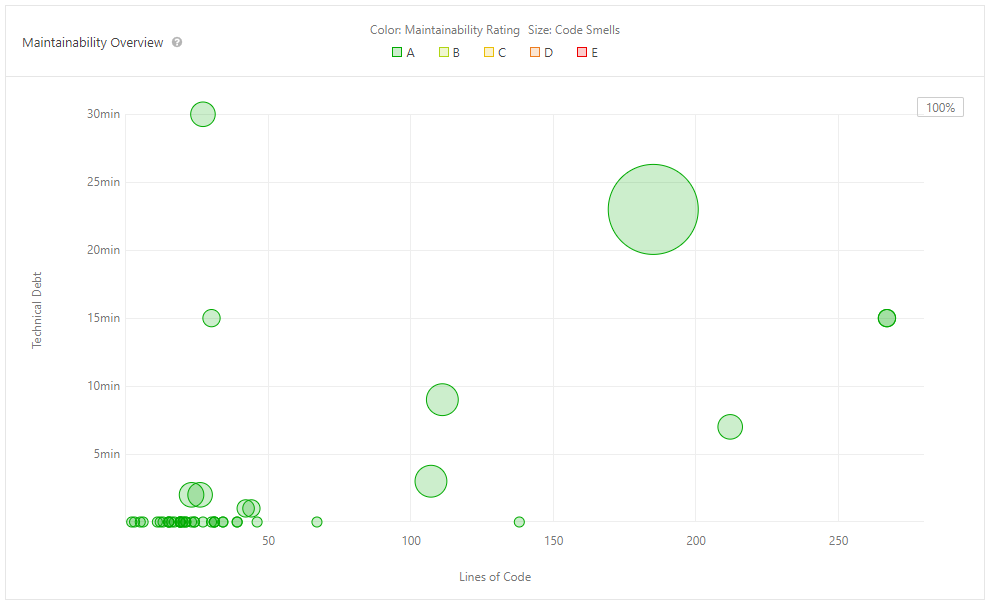 Color: Maintainability Rating Size: Code Smells
Maintainability Overview ?
A B C D E
100%
30min
25min
20min
15min
10min
5min
Technical Debt
50 100 150 200 250
Lines of Code